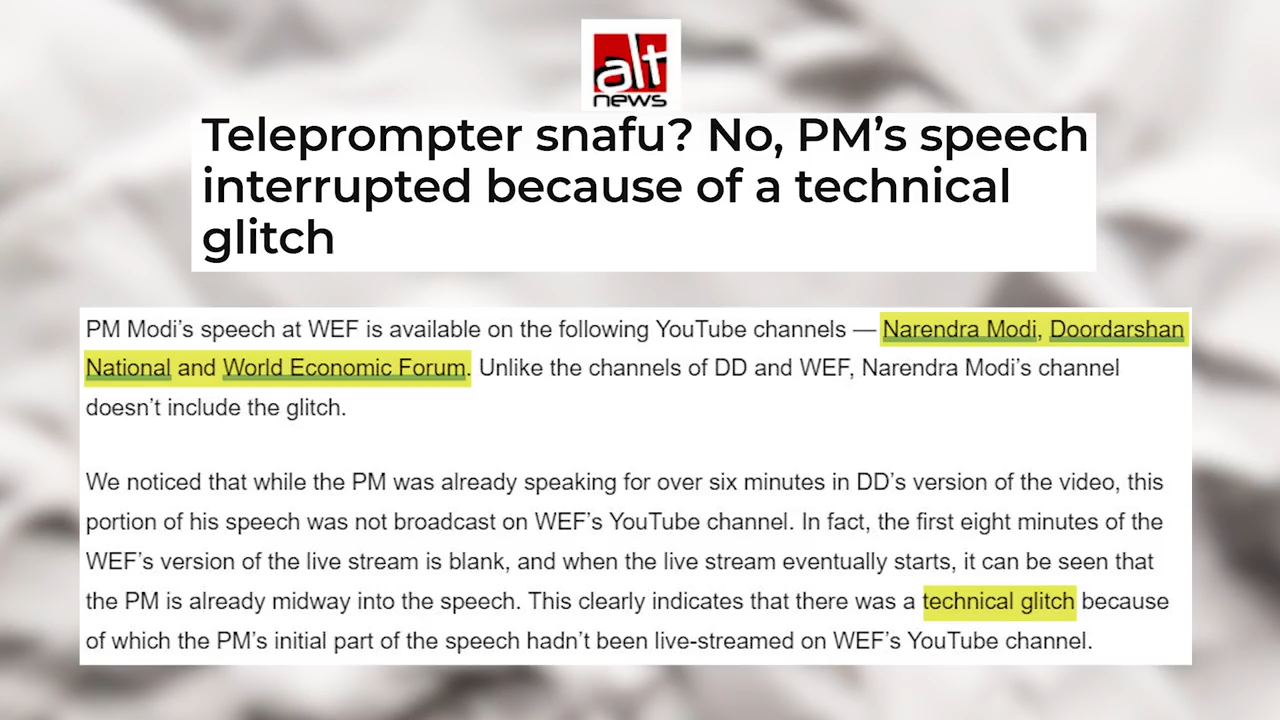 alt
news
Teleprompter snafu? No, PM’s speech
interrupted because of a technical
glitch
PM Modi’s speech at WEF is available on the following YouTube channels — Narendra Modi, Doordarshan
National and World Economic Forum. Unlike the channels of DD and WEF, Narendra Modi’s channel
doesn’t include the glitch.
We noticed that while the PM was already speaking for over six minutes in DD’s version of the video, this
portion of his speech was not broadcast on WEF’s YouTube channel. In fact, the first eight minutes of the
WEF’s version of the live stream is blank, and when the live stream eventually starts, it can be seen that
the PM is already midway into the speech. This clearly indicates that there was a technical glitch because
of which the PM’s initial part of the speech hadn’t been live-streamed on WEF’s YouTube channel.